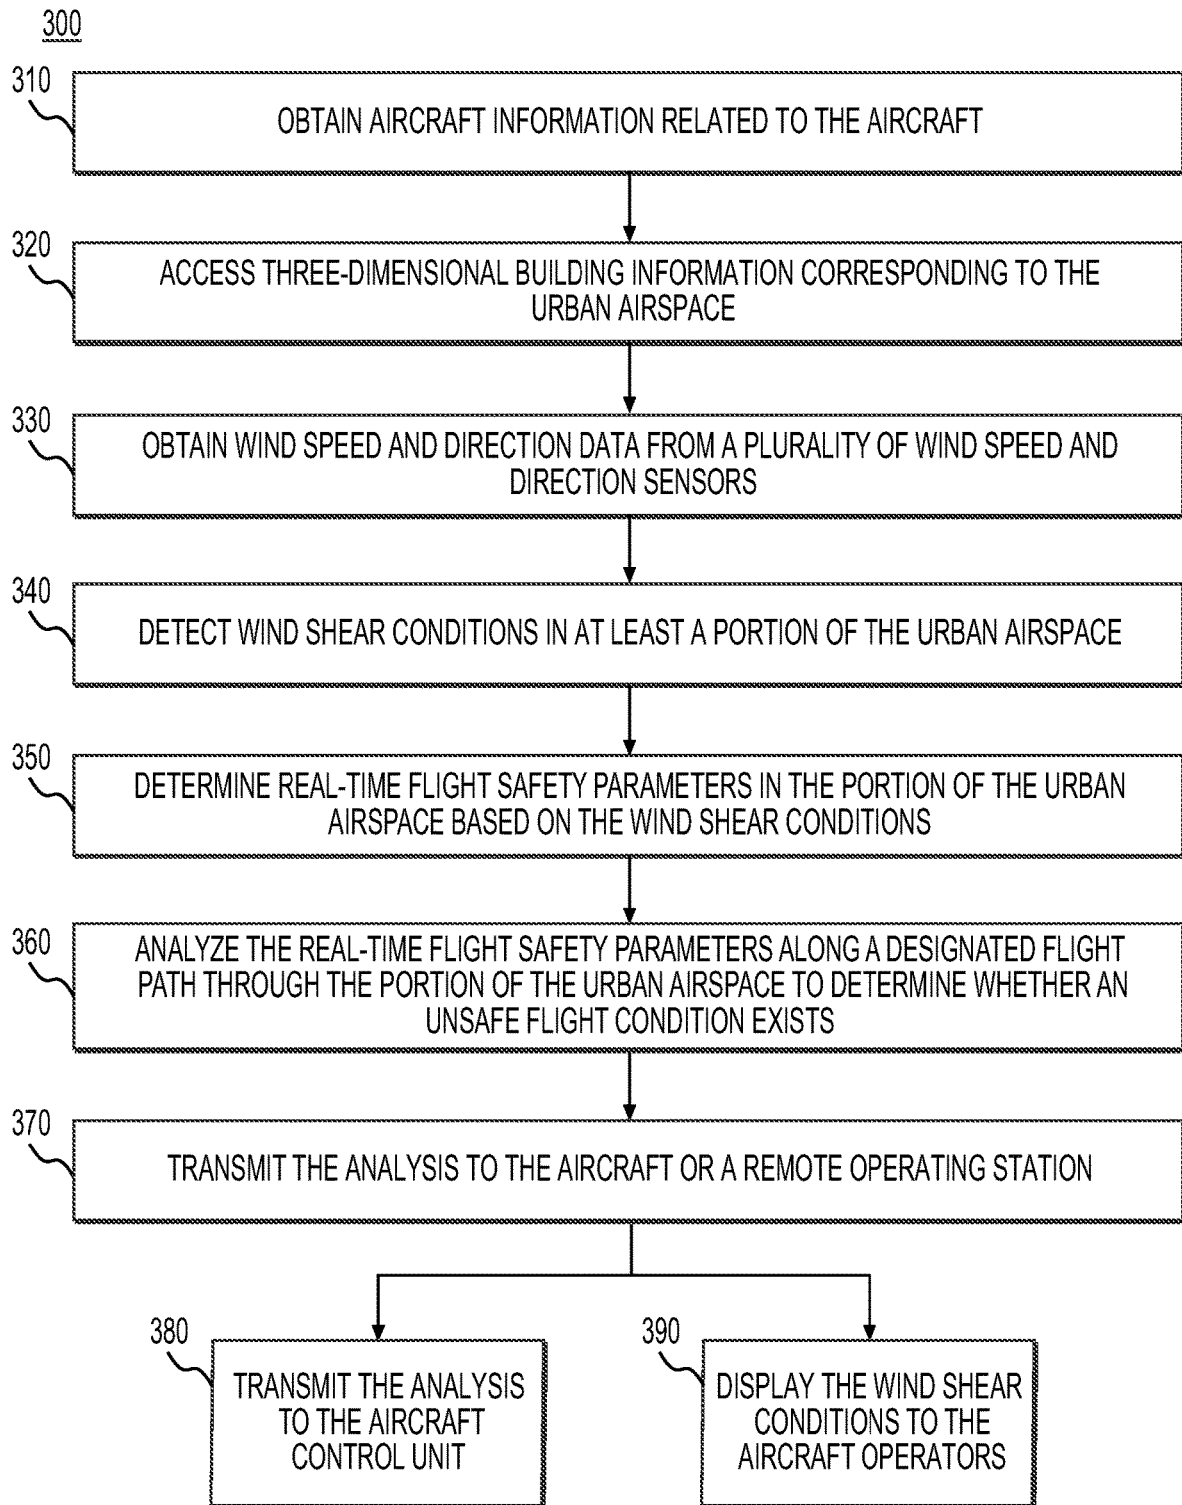 300
310
OBTAIN AIRCRAFT INFORMATION RELATED TO THE AIRCRAFT
320
ACCESS THREE-DIMENSIONAL BUILDING INFORMATION CORRESPONDING TO THE
URBAN AIRSPACE
330
OBTAIN WIND SPEED AND DIRECTION DATA FROM A PLURALITY OF WIND SPEED AND
DIRECTION SENSORS
340
DETECT WIND SHEAR CONDITIONS IN AT LEAST A PORTION OF THE URBAN AIRSPACE
350
DETERMINE REAL-TIME FLIGHT SAFETY PARAMETERS IN THE PORTION OF THE URBAN
AIRSPACE BASED ON THE WIND SHEAR CONDITIONS
360
ANALYZE THE REAL-TIME FLIGHT SAFETY PARAMETERS ALONG A DESIGNATED FLIGHT
PATH THROUGH THE PORTION OF THE URBAN AIRSPACE TO DETERMINE WHETHER AN
UNSAFE FLIGHT CONDITION EXISTS
370
TRANSMIT THE ANALYSIS TO THE AIRCRAFT OR A REMOTE OPERATING STATION
380
TRANSMIT THE ANALYSIS
TO THE AIRCRAFT
CONTROL UNIT
390
DISPLAY THE WIND SHEAR
CONDITIONS TO THE
AIRCRAFT OPERATORS